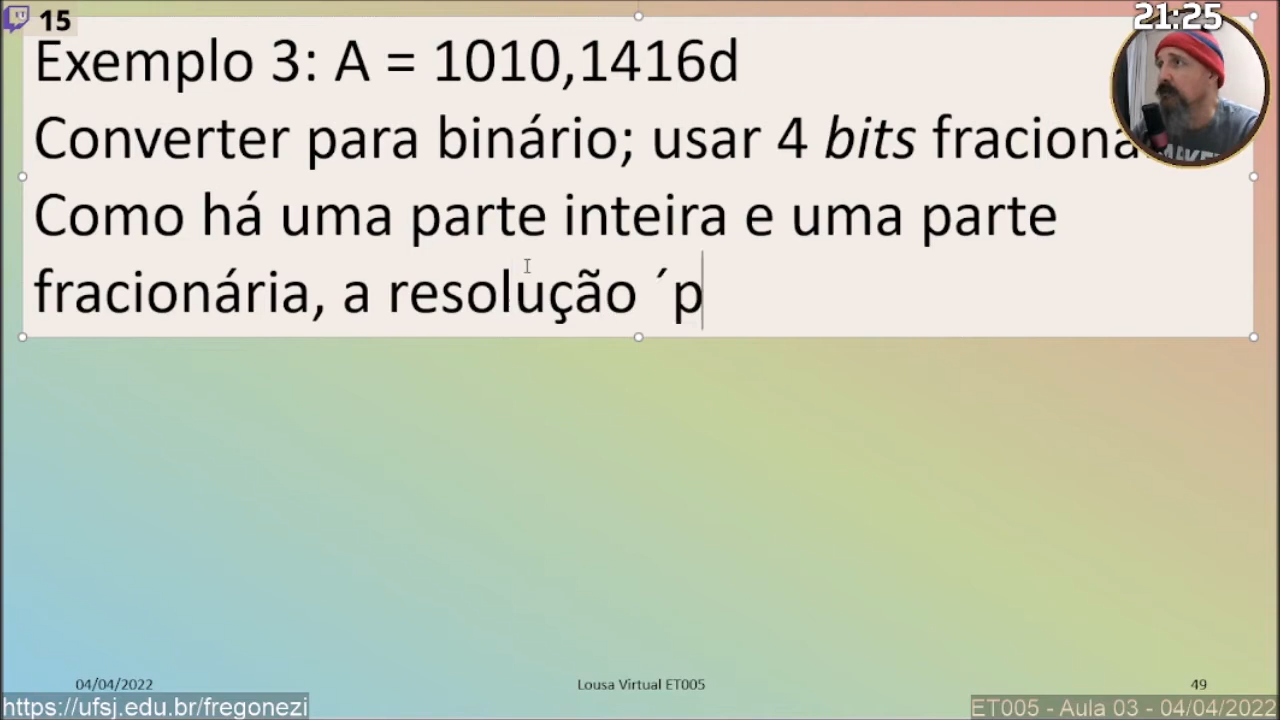 15
21:25
Exemplo 3: A = 1010,1416d
Converter para binário; usar 4 bits
Como há uma parte inteira e uma parte
fracionária, a resolução ´p
04/04/2022
Lousa Virtual ET005
49
https://ufsj.edu.br/fregonezi
ET005 - Aula 03 - 04/04/2022